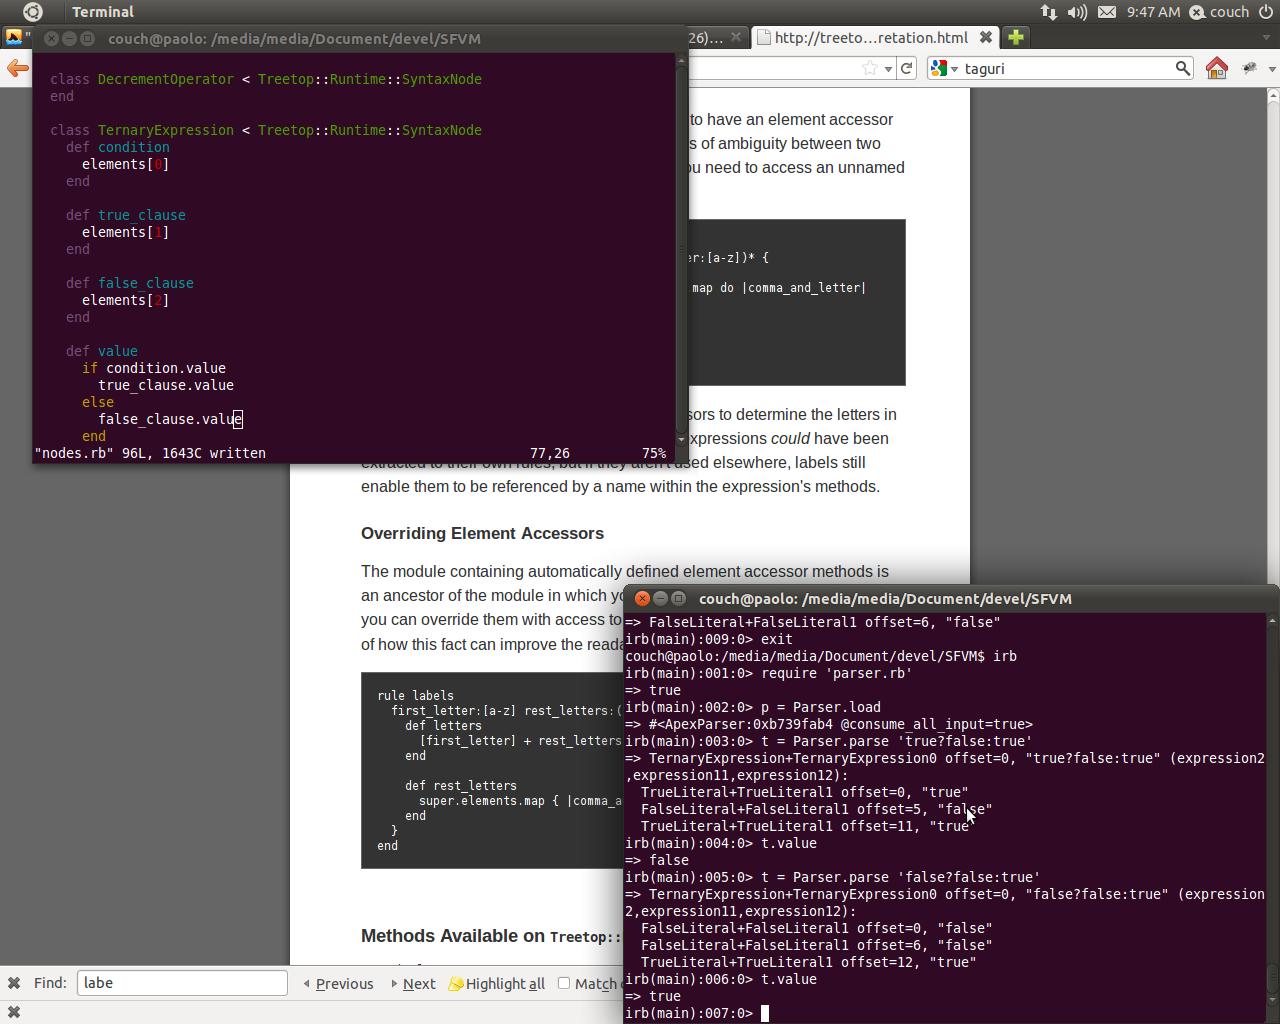 Terminal
9:47 AM
couch
couch@paolo: /media/media/Document/devel/SFVM
26)...
http://treeto...retation.html
taguri
class DecrementOperator < Treetop::Runtime::SyntaxNode
end
class TernaryExpression < Treetop::Runtime::SyntaxNode
def condition
elements[0]
end
def true_clause
elements[1]
end
def false_clause
elements[2]
end
def value
if condition.value
true_clause.value
else
false_clause.value
end
"nodes.rb" 96L, 1643C written
77,26
75%
to have an element accessor
s of ambiguity between two
ou need to access an unnamed
er:[a-z])* {
.map do |comma_and_letter|
sors to determine the letters in
expressions could have been
extracted to their own rules, but if they aren't used elsewhere, labels still
enable them to be referenced by a name within the expression's methods.
Overriding Element Accessors
The module containing automatically defined element accessor methods is
an ancestor of the module in which yo
you can override them with access to
of how this fact can improve the reada
rule labels
first_letter:[a-z] rest_letters:(
def letters
[first_letter] + rest_letters
end
def rest_letters
super.elements.map { |comma_a
end
}
end
Methods Available on Treetop::
Find:
labe
Previous
Next
Highlight all
Match c
couch@paolo: /media/media/Document/devel/SFVM
=> FalseLiteral+FalseLiteral1 offset=6, "false"
irb(main):009:0> exit
couch@paolo:/media/media/Document/devel/SFVM$ irb
irb(main):001:0> require 'parser.rb'
=> true
irb(main):002:0> p = Parser.load
=> #<ApexParser:0xb739fab4 @consume_all_input=true>
irb(main):003:0> t = Parser.parse 'true?false:true'
=> TernaryExpression+TernaryExpression0 offset=0, "true?false:true" (expression2
,expression11,expression12):
TrueLiteral+TrueLiteral1 offset=0, "true"
FalseLiteral+FalseLiteral1 offset=5, "false"
TrueLiteral+TrueLiteral1 offset=11, "true"
irb(main):004:0> t.value
=> false
irb(main):005:0> t = Parser.parse 'false?false:true'
=> TernaryExpression+TernaryExpression0 offset=0, "false?false:true" (expression
2,expression11,expression12):
FalseLiteral+FalseLiteral1 offset=0, "false"
FalseLiteral+FalseLiteral1 offset=6, "false"
TrueLiteral+TrueLiteral1 offset=12, "true"
irb(main):006:0> t.value
=> true
irb(main):007:0>